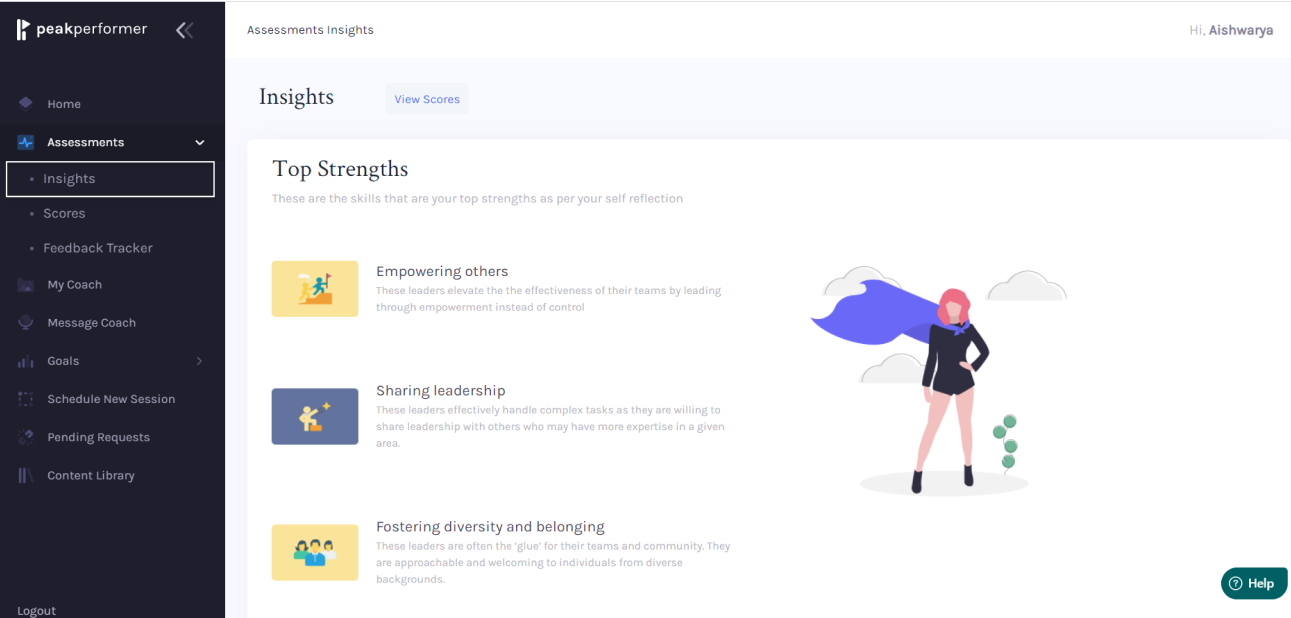 peakperformer
Assessments Insights
Hi, Aishwarya
Home
Assessments
Insights
Scores
Feedback Tracker
My Coach
Message Coach
Goals
Schedule New Session
Pending Requests
Content Library
Logout
Insights
View Scores
Top Strengths
These are the skills that are your top strengths as per your self reflection
Empowering others
These leaders elevate the the effectiveness of their teams by leading
through empowerment instead of control
Sharing leadership
These leaders effectively handle complex tasks as they are willing to
share leadership with others who may have more expertise in a given
area.
Fostering diversity and belonging
These leaders are often the 'glue' for their teams and community. They
are approachable and welcoming to individuals from diverse
backgrounds.
Help